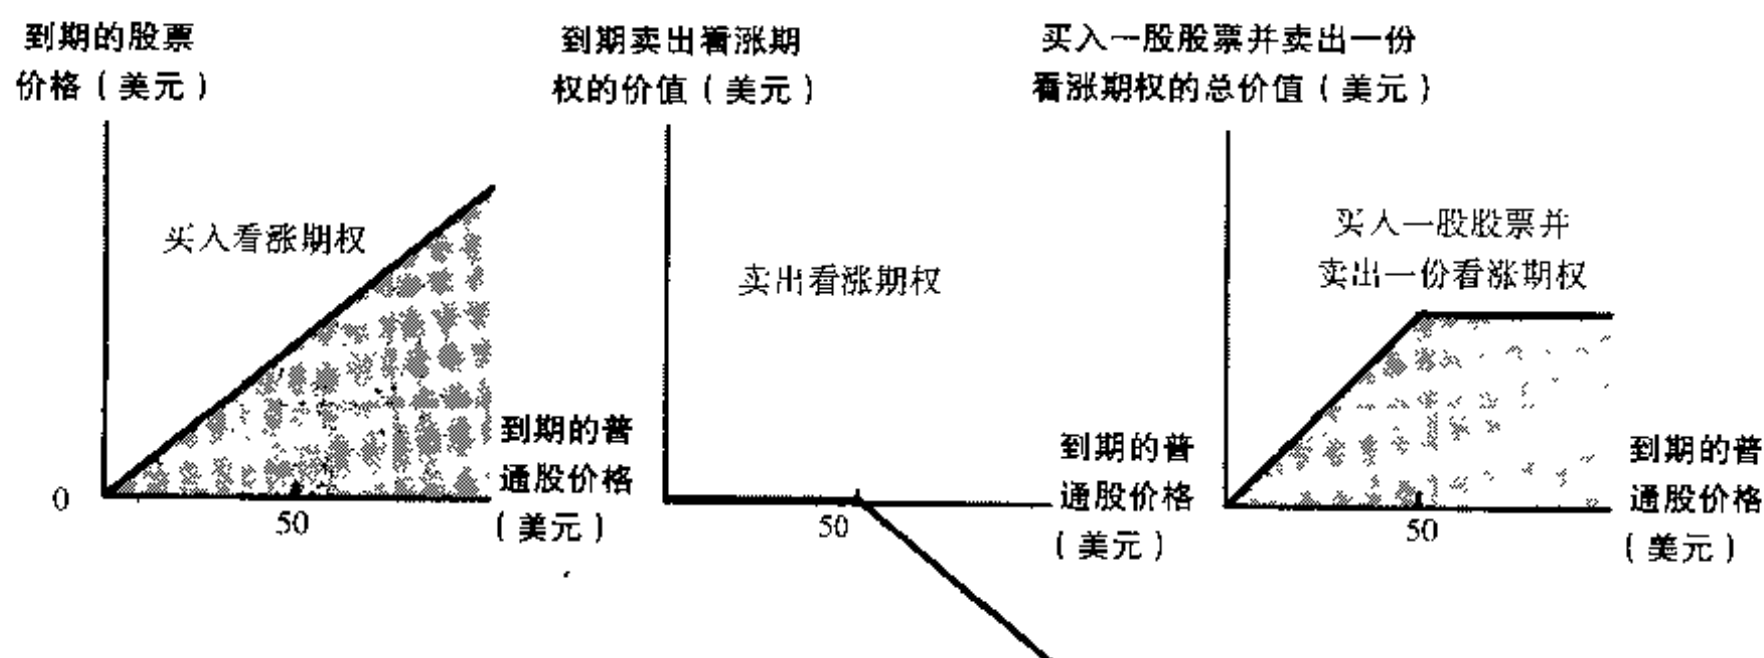 到期的股票
价格（美元）
买入看涨期权
0
50
到期的普
通股价格
（美元）
到期卖出看涨期
权的价值（美元）
卖出看涨期权
50
到期的普
通股价格
（美元）
买入一股股票并卖出一份
看涨期权的总价值（美元）
买入一股股票并
卖出一份看涨期权
50
到期的普
通股价格
（美元）